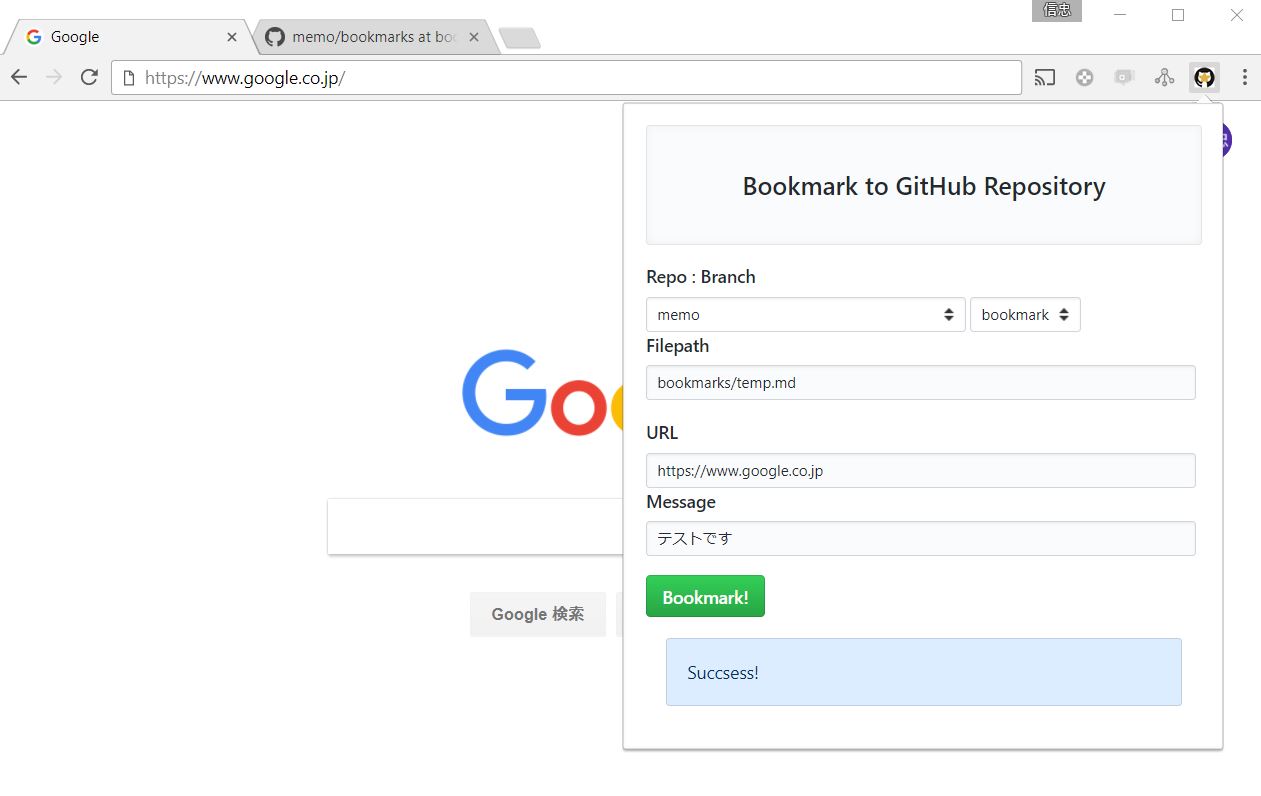 信忠
Google
memo/bookmarks at boo
https://www.google.co.jp/
Bookmark to GitHub Repository
Repo : Branch
memo
bookmark
Filepath
bookmarks/temp.md
URL
https://www.google.co.jp
Message
テストです
Bookmark!
Succsess!
Goo
Google 検索